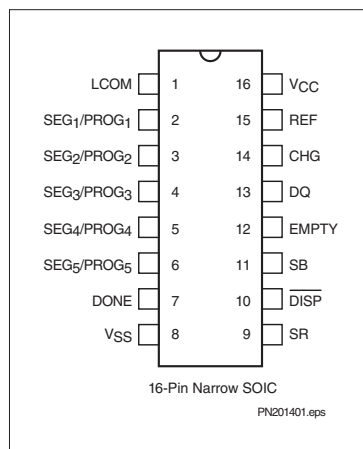 LCOM 1 16 VCC
SEG1/PROG1 2 15 REF
SEG2/PROG2 3 14 CHG
SEG3/PROG3 4 13 DQ
SEG4/PROG4 5 12 EMPTY
SEG5/PROG5 6 11 SB
DONE 7 10 DISP
VSS 8 9 SR
16-Pin Narrow SOIC
PN201401.eps